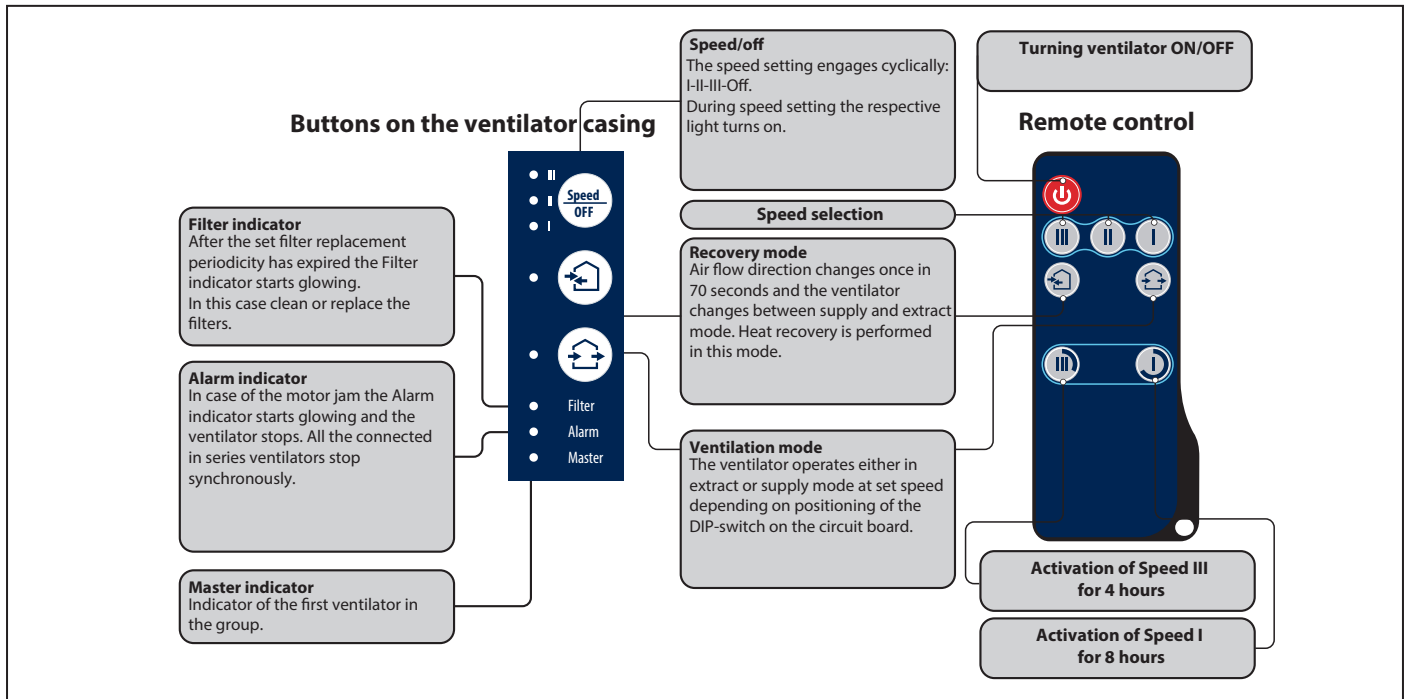 Buttons on the ventilator casing
III
I
I
Speed
OFF
Filter
Alarm
Master
Filter indicator
After the set filter replacement
periodicity has expired the Filter
indicator starts glowing.
In this case clean or replace the
filters.
Alarm indicator
In case of the motor jam the Alarm
indicator starts glowing and the
ventilator stops. All the connected
in series ventilators stop
synchronously.
Master indicator
Indicator of the first ventilator in
the group.
Speed/off
The speed setting engages cyclically:
I-II-III-Off.
During speed setting the respective
light turns on.
Speed selection
Recovery mode
Air flow direction changes once in
70 seconds and the ventilator
changes between supply and extract
mode. Heat recovery is performed
in this mode.
Ventilation mode
The ventilator operates either in
extract or supply mode at set speed
depending on positioning of the
DIP-switch on the circuit board.
Turning ventilator ON/OFF
Remote control
III II I
III I
Activation of Speed III
for 4 hours
Activation of Speed I
for 8 hours